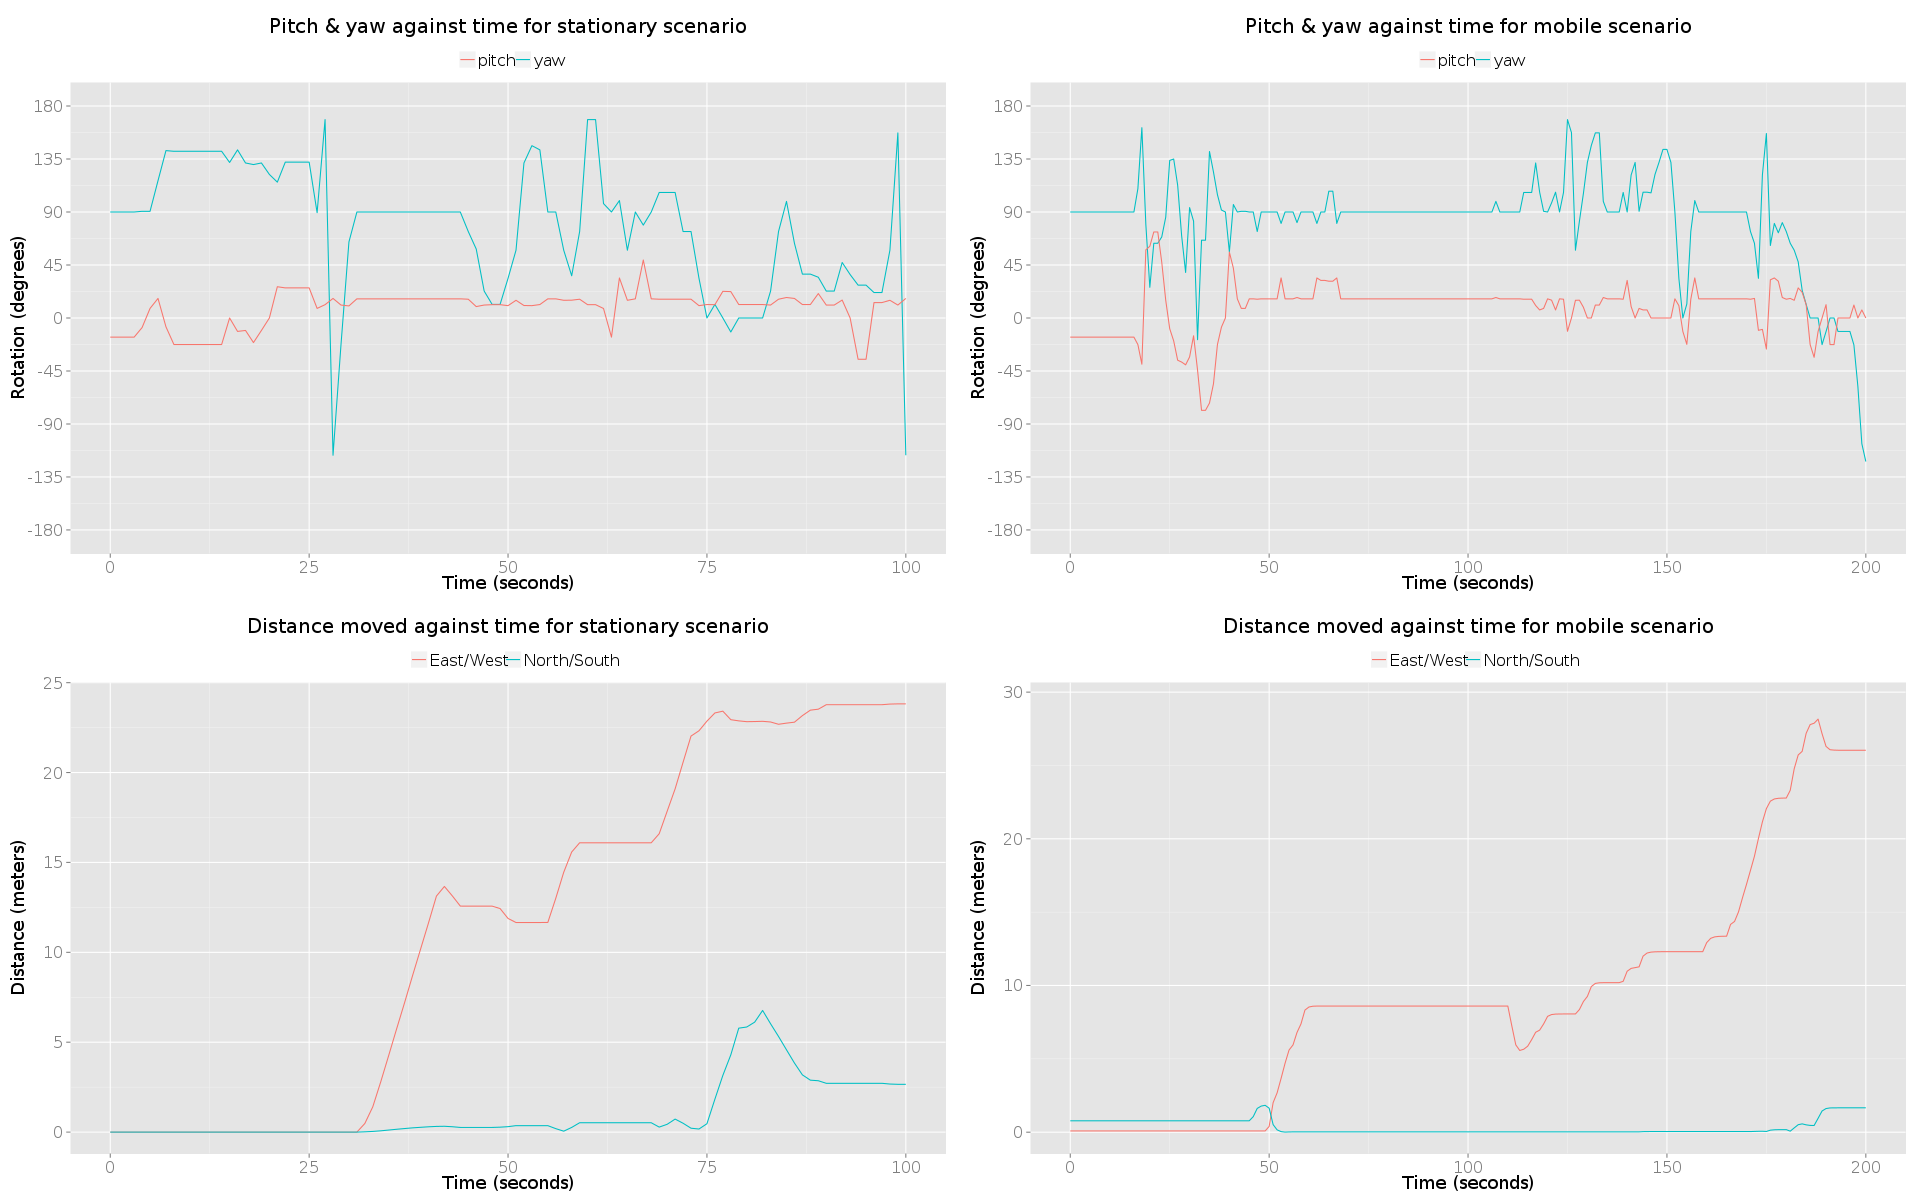 Pitch & yaw against time for stationary scenario
pitch yaw
Rotation (degrees)
180
135
90
45
0
-45
-90
-135
-180
0 25 50 75 100
Time (seconds)
Pitch & yaw against time for mobile scenario
pitch yaw
Rotation (degrees)
180
135
90
45
0
-45
-90
-135
-180
0 50 100 150 200
Time (seconds)
Distance moved against time for stationary scenario
East/West North/South
Distance (meters)
25
20
15
10
5
0
0 25 50 75 100
Time (seconds)
Distance moved against time for mobile scenario
East/West North/South
Distance (meters)
30
20
10
0
0 50 100 150 200
Time (seconds)